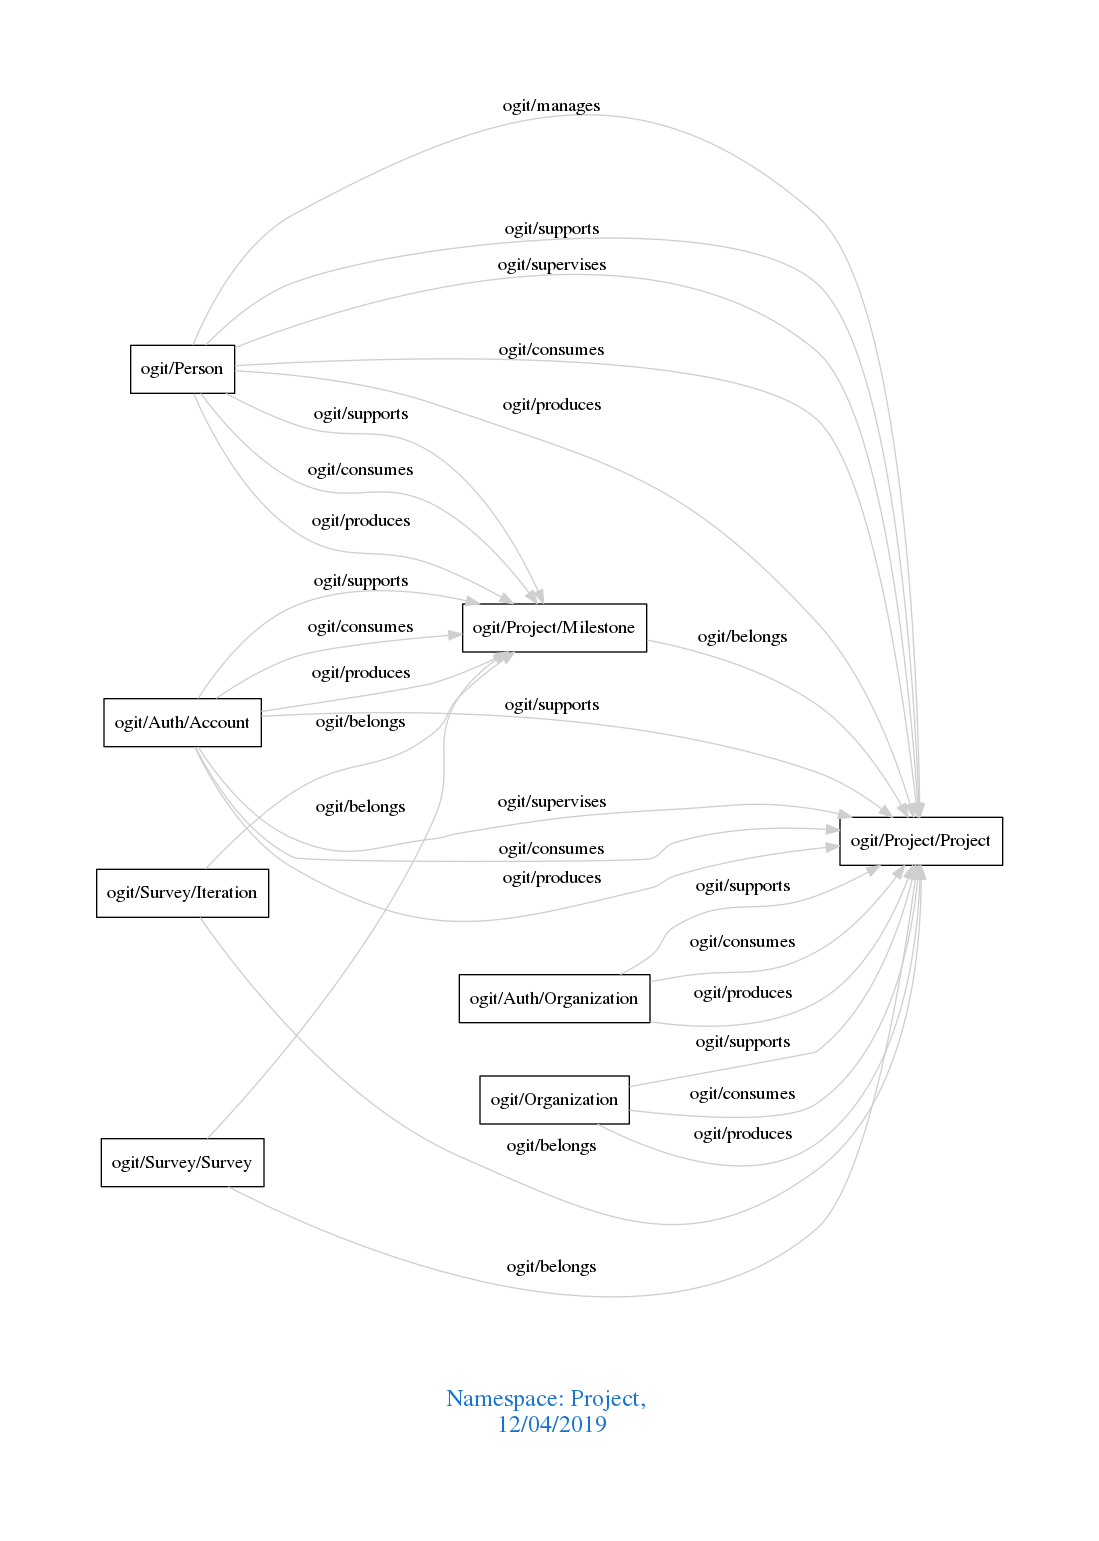 ogit/manages
ogit/supports
ogit/supervises
ogit/consumes
ogit/Person
ogit/produces
ogit/supports
ogit/consumes
ogit/produces
ogit/supports
ogit/consumes
ogit/Project/Milestone
ogit/belongs
ogit/produces
ogit/supports
ogit/Auth/Account
ogit/belongs
ogit/supervises
ogit/belongs
ogit/Project/Project
ogit/consumes
ogit/produces
ogit/supports
ogit/Survey/Iteration
ogit/consumes
ogit/produces
ogit/Auth/Organization
ogit/supports
ogit/consumes
ogit/Organization
ogit/produces
ogit/belongs
ogit/Survey/Survey
ogit/belongs
Namespace: Project,
12/04/2019